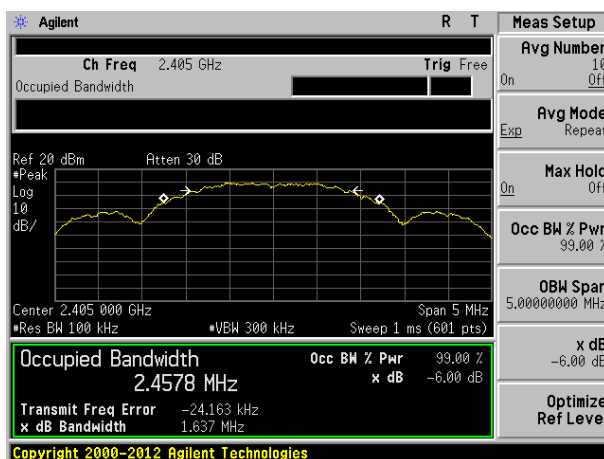 Agilent R T
Ch Freq 2.405 GHz Trig Free
Occupied Bandwidth
Ref 20 dBm Atten 30 dB
#Peak
Log
10
dB/
Center 2.405 000 GHz Span 5 MHz
#Res BW 100 kHz #VBW 300 kHz Sweep 1 ms (601 pts)
Occupied Bandwidth
2.4578 MHz
Occ BW % Pwr 99.00 %
x dB -6.00 dB
Transmit Freq Error -24.163 kHz
x dB Bandwidth 1.637 MHz
Copyright 2000-2012 Agilent Technologies
Meas Setup
Avg Number
10
On Off
Avg Mode
Exp Repeat
Max Hold
On Off
Occ BW % Pwr
99.00 %
OBW Span
5.00000000 MHz
x dB
-6.00 dB
Optimize
Ref Level